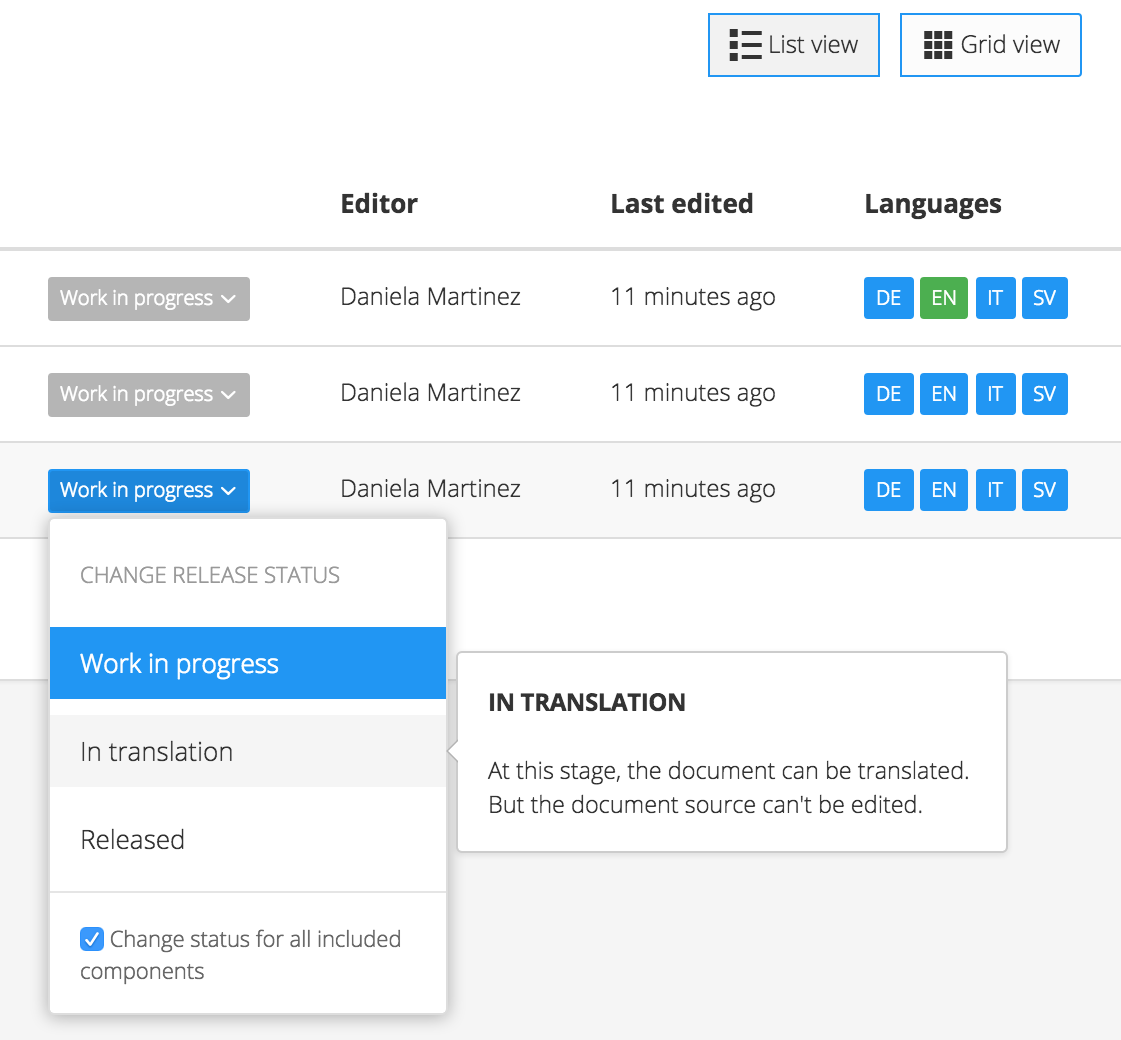 List view Grid view
Editor Last edited Languages
Work in progress Daniela Martinez 11 minutes ago DE EN IT SV
Work in progress Daniela Martinez 11 minutes ago DE EN IT SV
Work in progress Daniela Martinez 11 minutes ago DE EN IT SV
CHANGE RELEASE STATUS
Work in progress
In translation
Released
Change status for all included
components
IN TRANSLATION
At this stage, the document can be translated.
But the document source can't be edited.